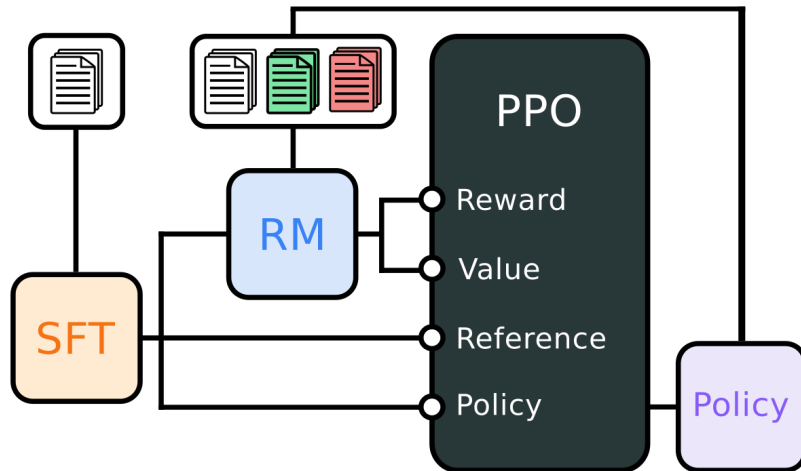 PPO
Reward
RM
Value
SFT
Reference
Policy
Policy